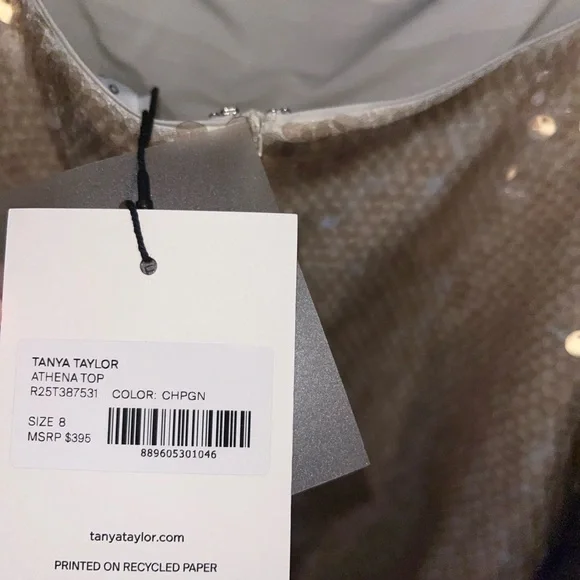 TANYA TAYLOR
ATHENA TOP
R25T387531 COLOR: CHPGN
SIZE 8
MSRP $395
889605301046
tanyataylor.com
PRINTED ON RECYCLED PAPER